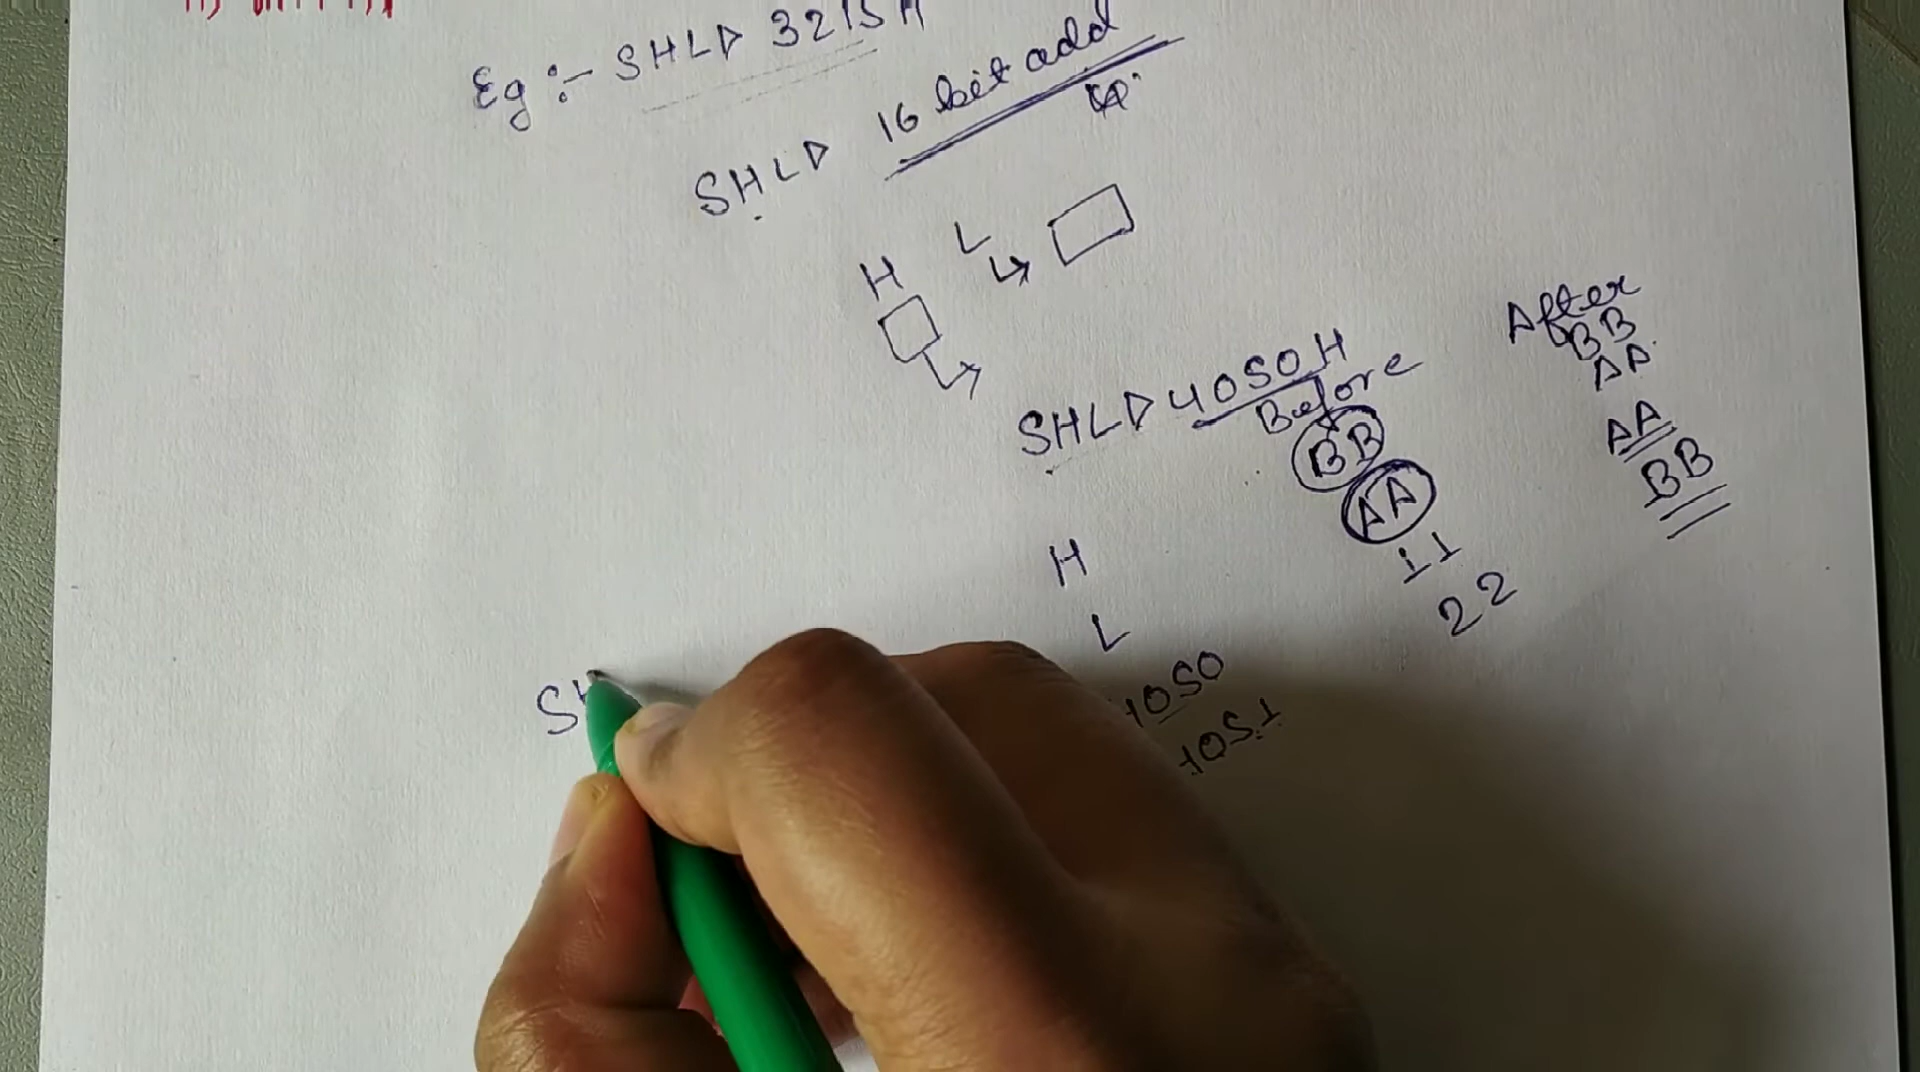 Eg :- SHLD 3215H
SHLD 16 bit add
H L
SHLD 4050H
Before After
H BB BB
L AA AA
4050 11 AA
4051 22 BB
SH